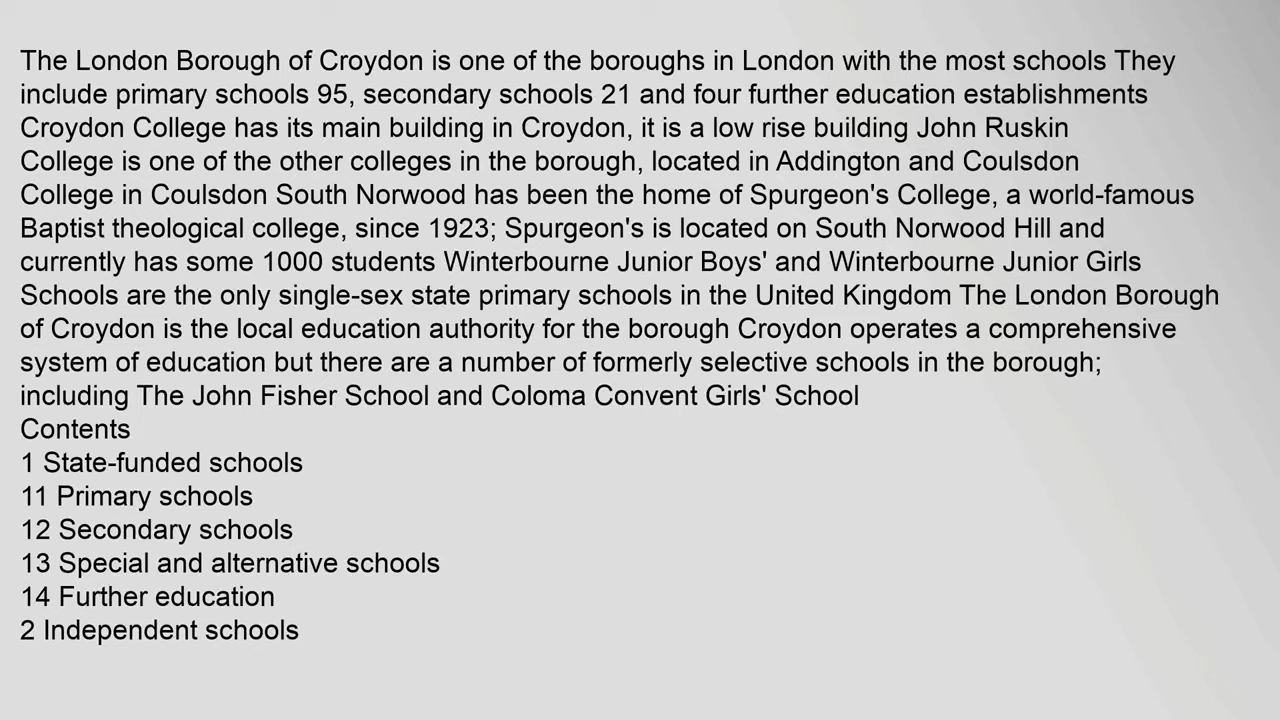 The London Borough of Croydon is one of the boroughs in London with the most schools They
include primary schools 95, secondary schools 21 and four further education establishments
Croydon College has its main building in Croydon, it is a low rise building John Ruskin
College is one of the other colleges in the borough, located in Addington and Coulsdon
College in Coulsdon South Norwood has been the home of Spurgeon's College, a world-famous
Baptist theological college, since 1923; Spurgeon's is located on South Norwood Hill and
currently has some 1000 students Winterbourne Junior Boys' and Winterbourne Junior Girls
Schools are the only single-sex state primary schools in the United Kingdom The London Borough
of Croydon is the local education authority for the borough Croydon operates a comprehensive
system of education but there are a number of formerly selective schools in the borough;
including The John Fisher School and Coloma Convent Girls' School
Contents
1 State-funded schools
11 Primary schools
12 Secondary schools
13 Special and alternative schools
14 Further education
2 Independent schools